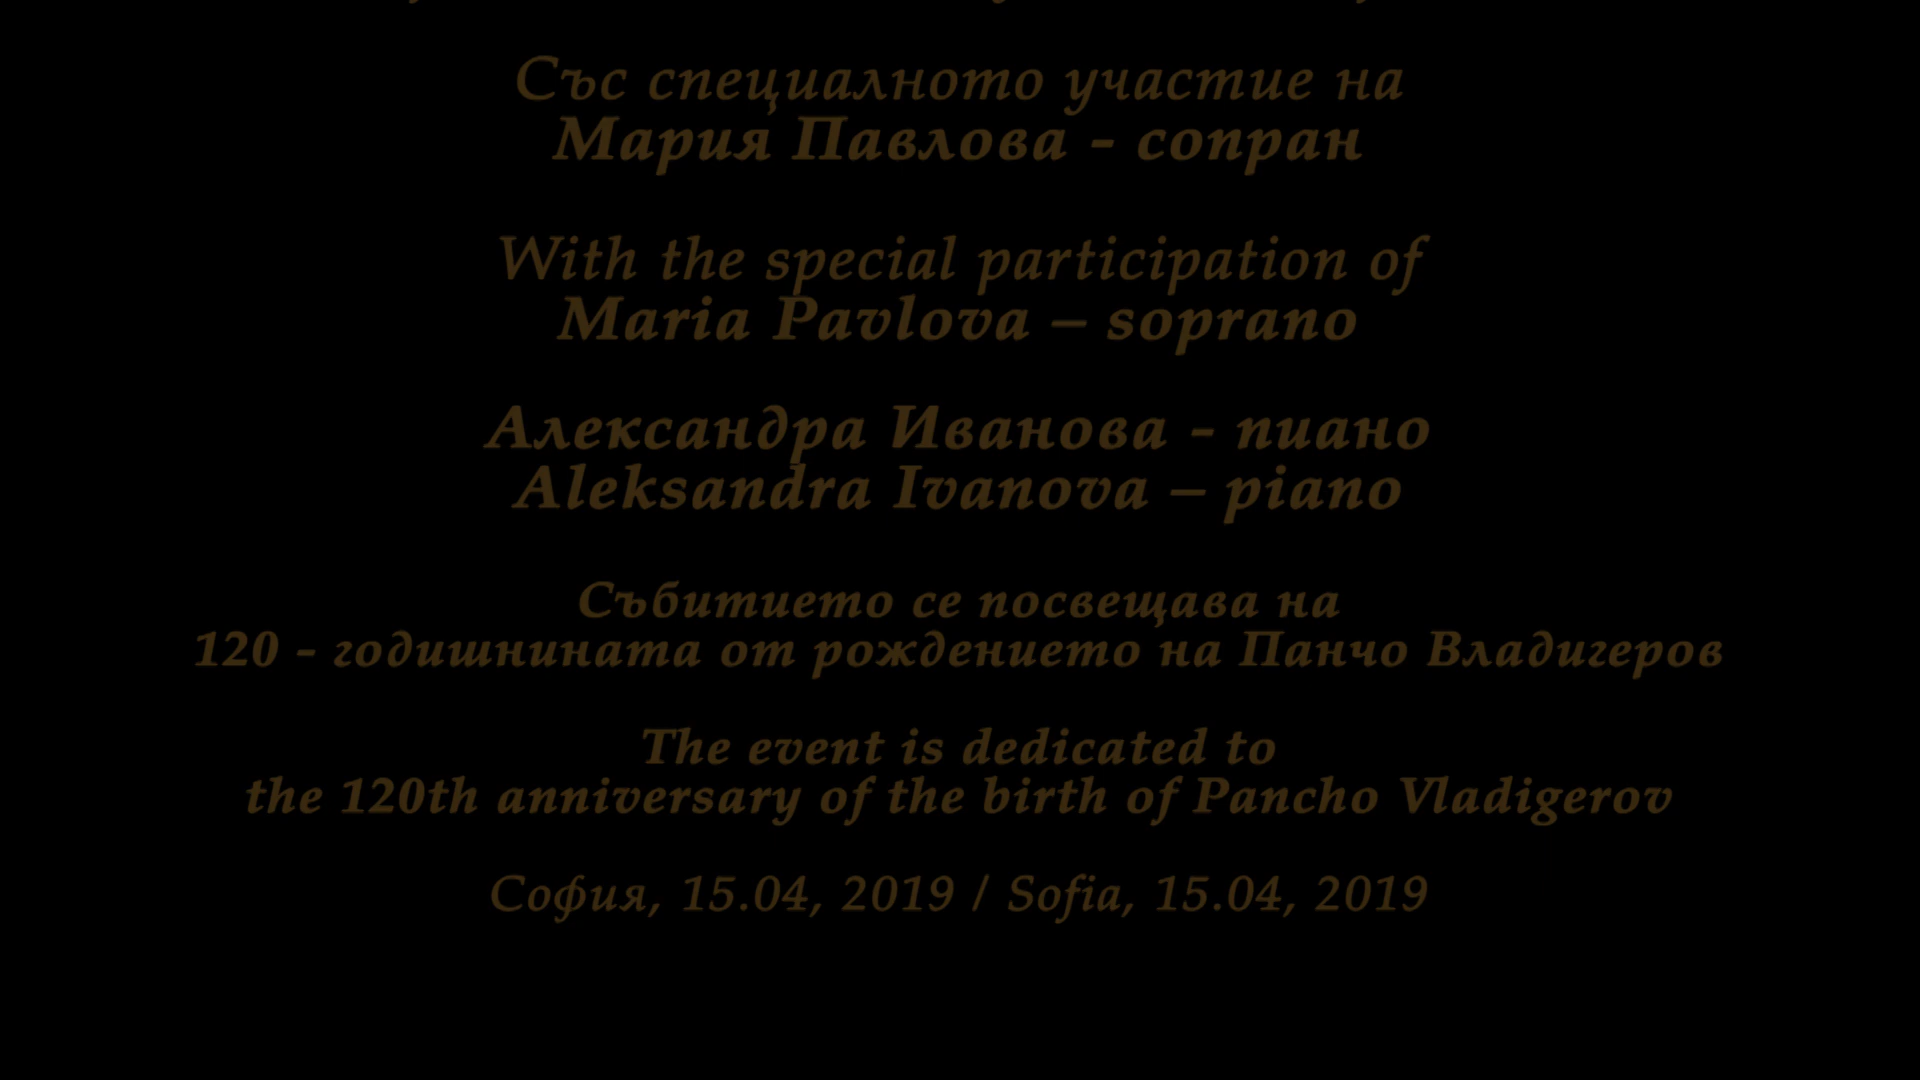 Със специалното участие на
Мария Павлова - сопран
With the special participation of
Maria Pavlova – soprano
Александра Иванова - пиано
Aleksandra Ivanova – piano
Събитието се посвещава на
120 - годишнината от рождението на Панчо Владигеров
The event is dedicated to
the 120th anniversary of the birth of Pancho Vladigerov
София, 15.04, 2019 / Sofia, 15.04, 2019